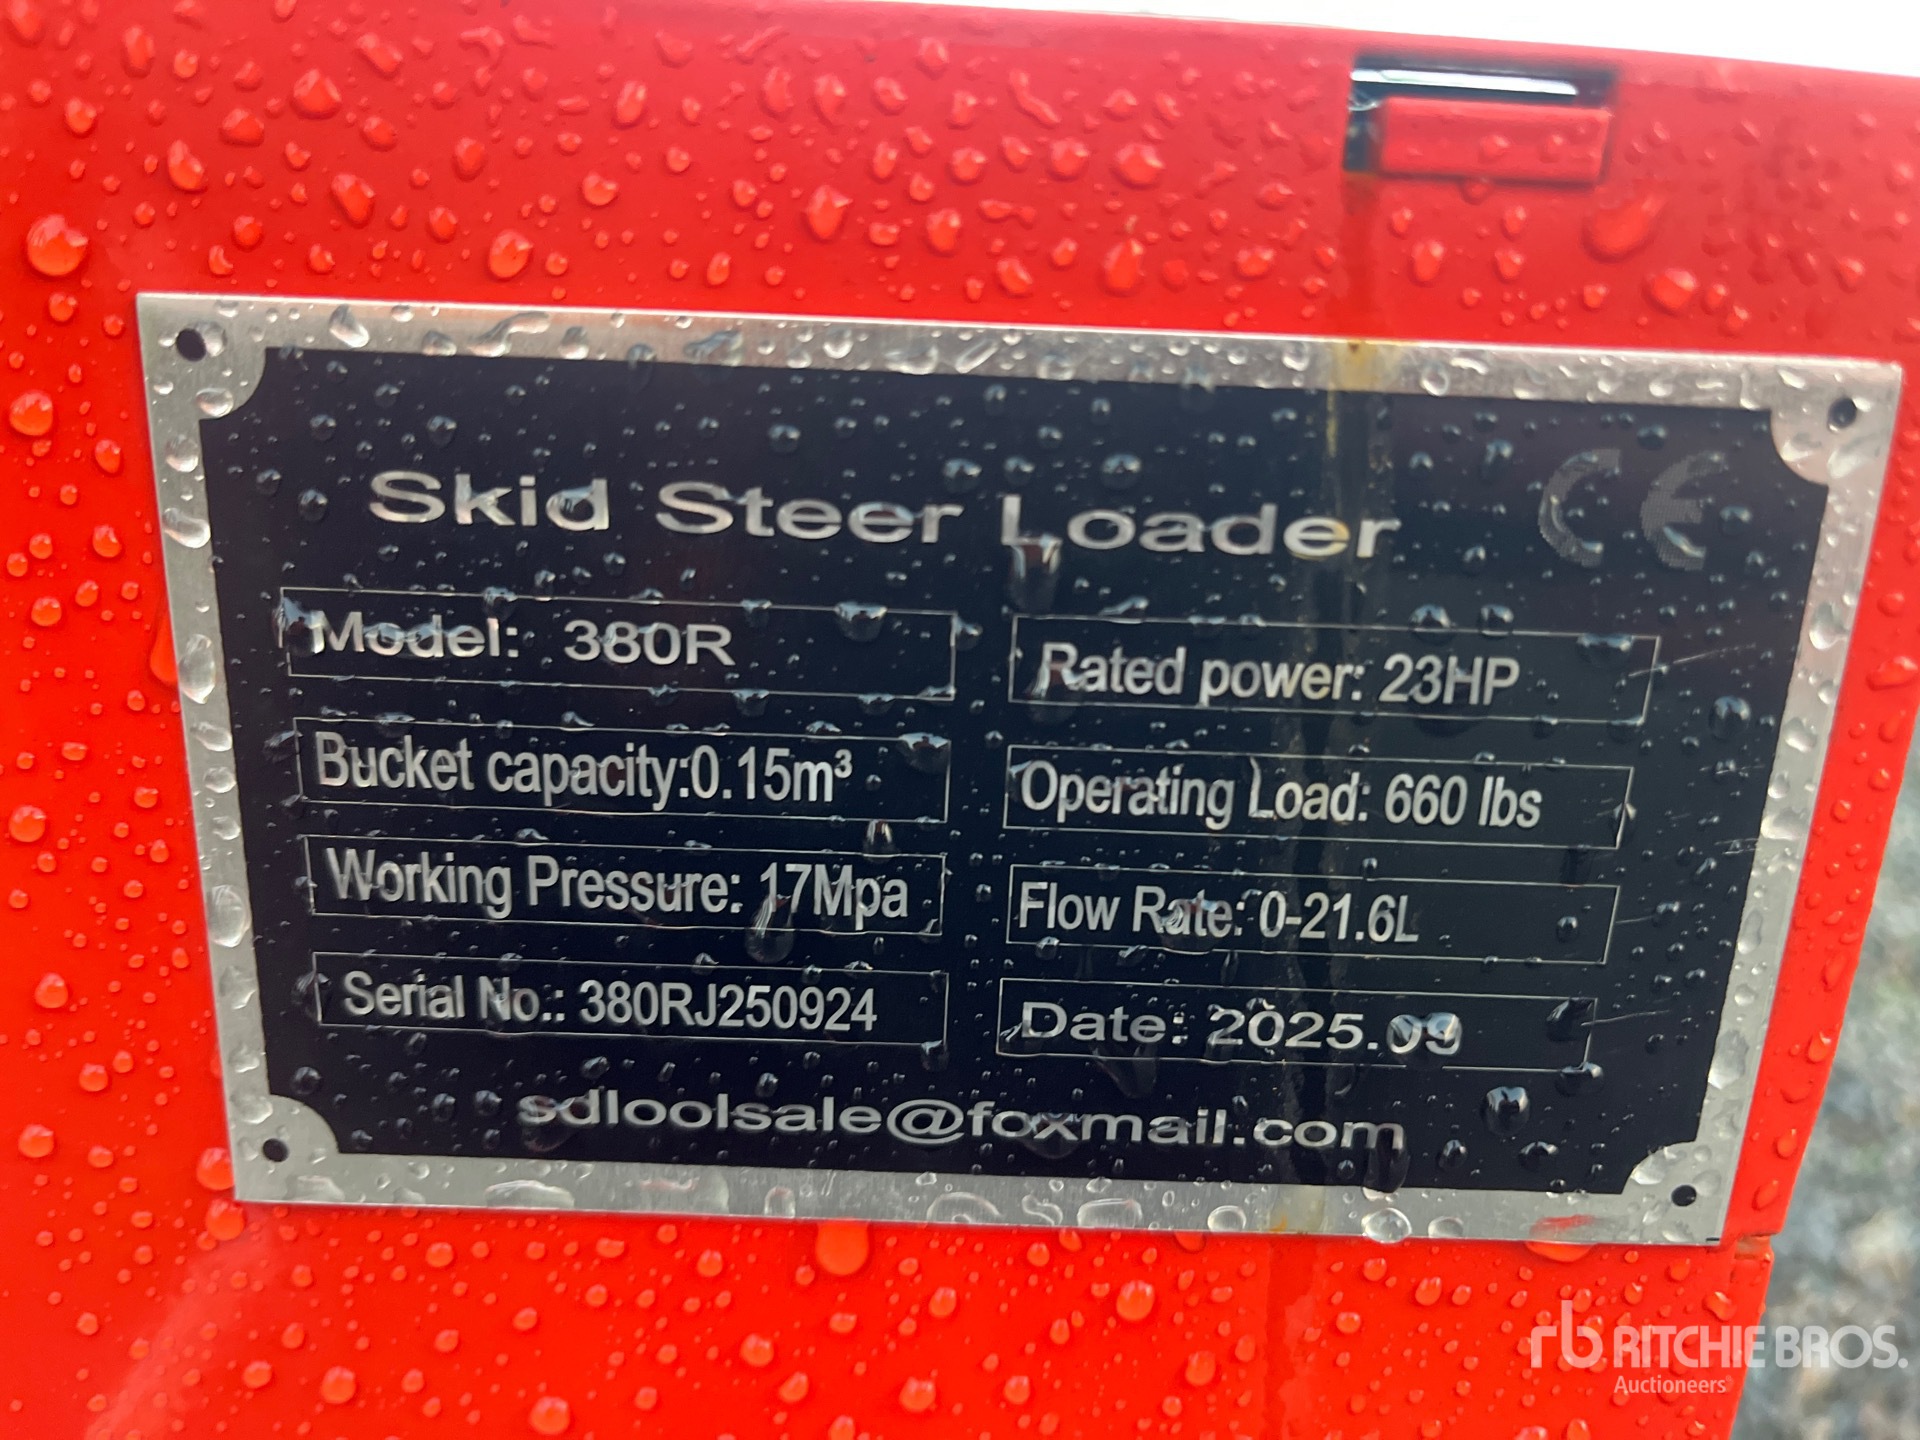 Skid Steer Loader CE
Model: 380R
Rated power: 23HP
Bucket capacity:0.15m³
Operating Load: 660 lbs
Working Pressure: 17Mpa
Flow Rate: 0-21.6L
Serial No.: 380RJ250924
Date: 2025.09
sdloolsale@foxmail.com
rb RITCHIE BROS.
Auctioneers